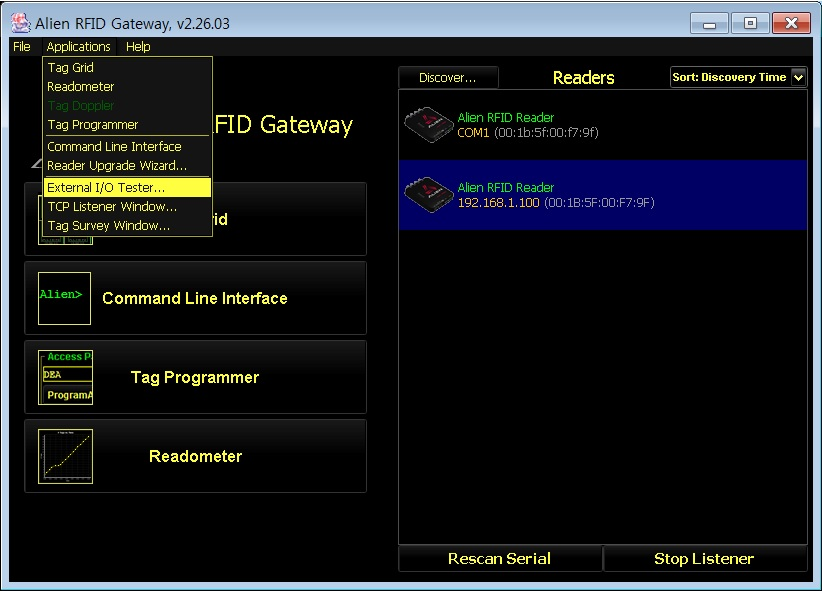 Alien RFID Gateway, v2.26.03
File Applications Help
Tag Grid
Readometer
Tag Doppler
Tag Programmer
Command Line Interface
Reader Upgrade Wizard...
External I/O Tester...
TCP Listener Window...
Tag Survey Window...
FID Gateway
rid
Alien>
Command Line Interface
Access P
DEA
ProgramA
Tag Programmer
Readometer
Discover...
Readers
Sort: Discovery Time
Alien RFID Reader
COM1 (00:1b:5f:00:f7:9f)
Alien RFID Reader
192.168.1.100 (00:1B:5F:00:F7:9F)
Rescan Serial
Stop Listener